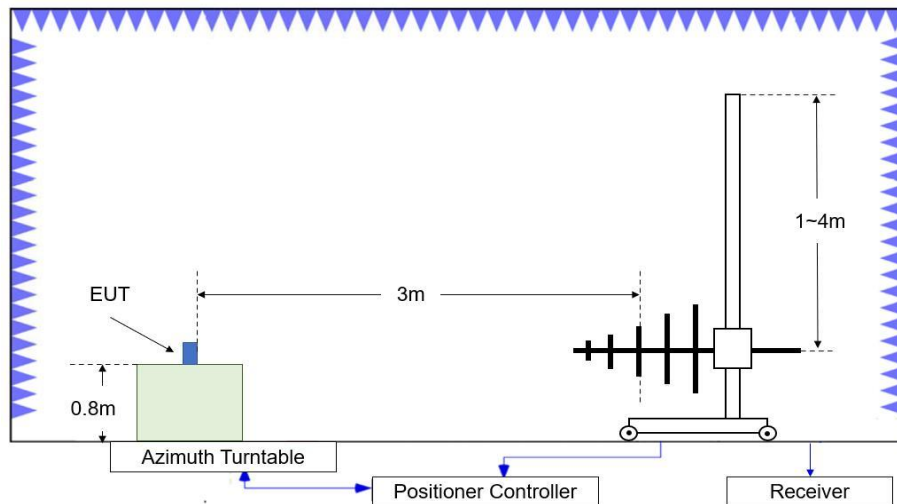 1~4m
EUT
3m
0.8m
Azimuth Turntable
Positioner Controller
Receiver